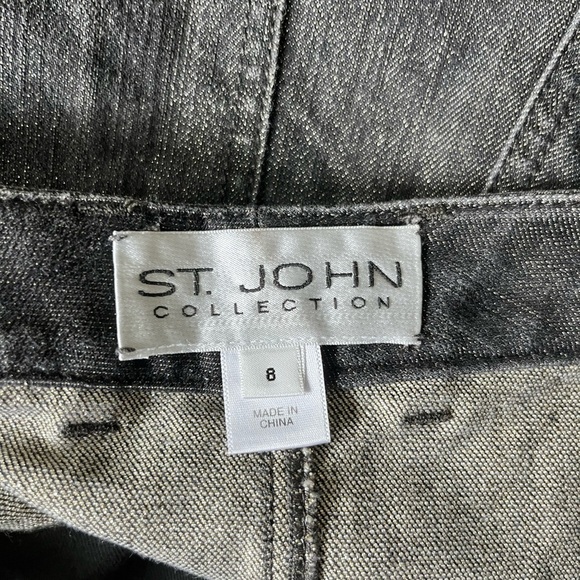 ST. JOHN
COLLECTION
8
MADE IN
CHINA